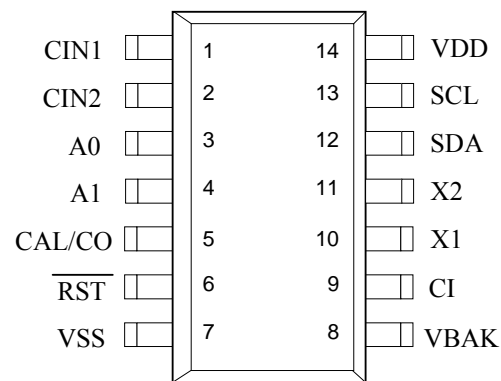 CIN1 1 14 VDD
CIN2 2 13 SCL
A0 3 12 SDA
A1 4 11 X2
CAL/CO 5 10 X1
R̅S̅T̅ 6 9 CI
VSS 7 8 VBAK